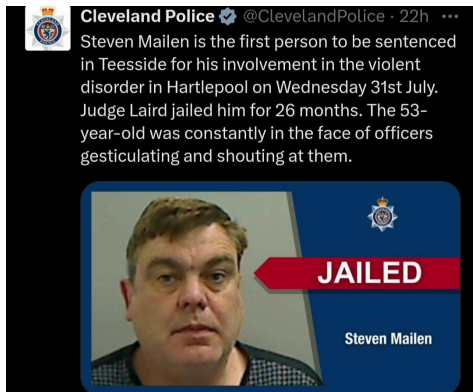 Cleveland Police @ClevelandPolice · 22h ...
Steven Mailen is the first person to be sentenced
in Teesside for his involvement in the violent
disorder in Hartlepool on Wednesday 31st July.
Judge Laird jailed him for 26 months. The 53-
year-old was constantly in the face of officers
gesticulating and shouting at them.
JAILED
Steven Mailen